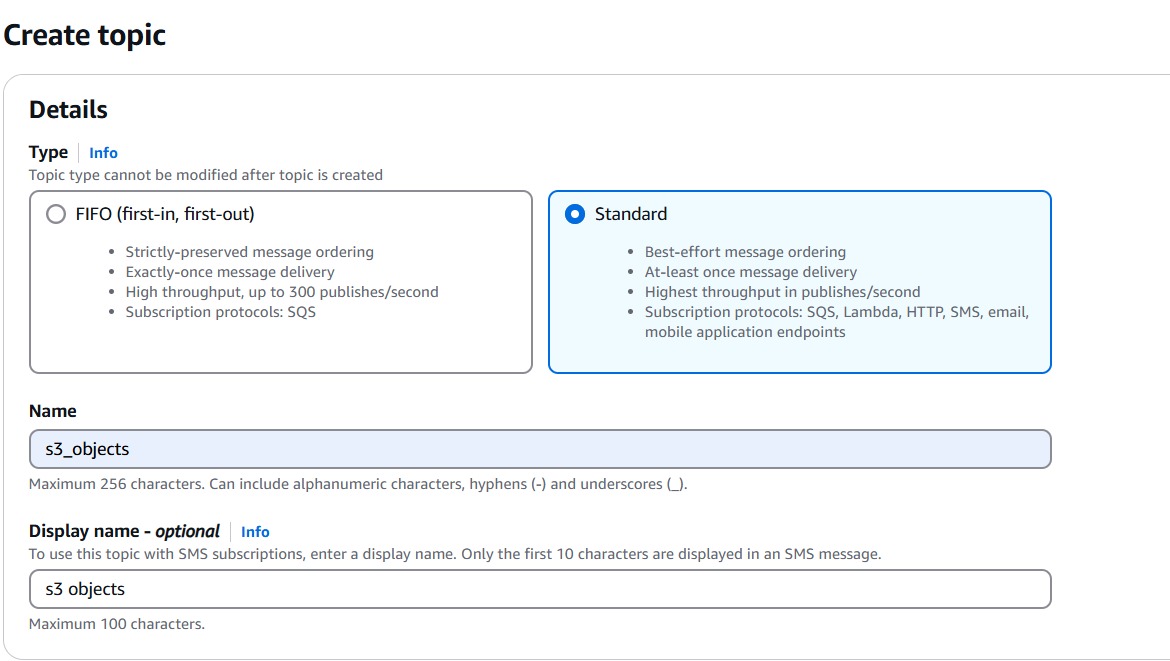 Create topic
Details
Type Info
Topic type cannot be modified after topic is created
FIFO (first-in, first-out)
Strictly-preserved message ordering
Exactly-once message delivery
High throughput, up to 300 publishes/second
Subscription protocols: SQS
Standard
Best-effort message ordering
At-least once message delivery
Highest throughput in publishes/second
Subscription protocols: SQS, Lambda, HTTP, SMS, email,
mobile application endpoints
Name
s3_objects
Maximum 256 characters. Can include alphanumeric characters, hyphens (-) and underscores (_).
Display name - optional Info
To use this topic with SMS subscriptions, enter a display name. Only the first 10 characters are displayed in an SMS message.
s3 objects
Maximum 100 characters.